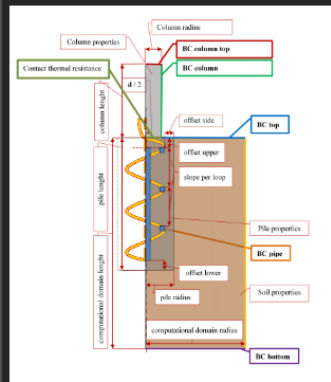 Column radius
Column properties
BC column top
Contact thermal resistance
BC column
d / 2
column lenght
offset side
BC top
offset upper
slope per loop
pile lenght
Pile properties
BC pipe
offset lower
Soil properties
pile radius
computational domain lenght
computational domain radius
BC bottom